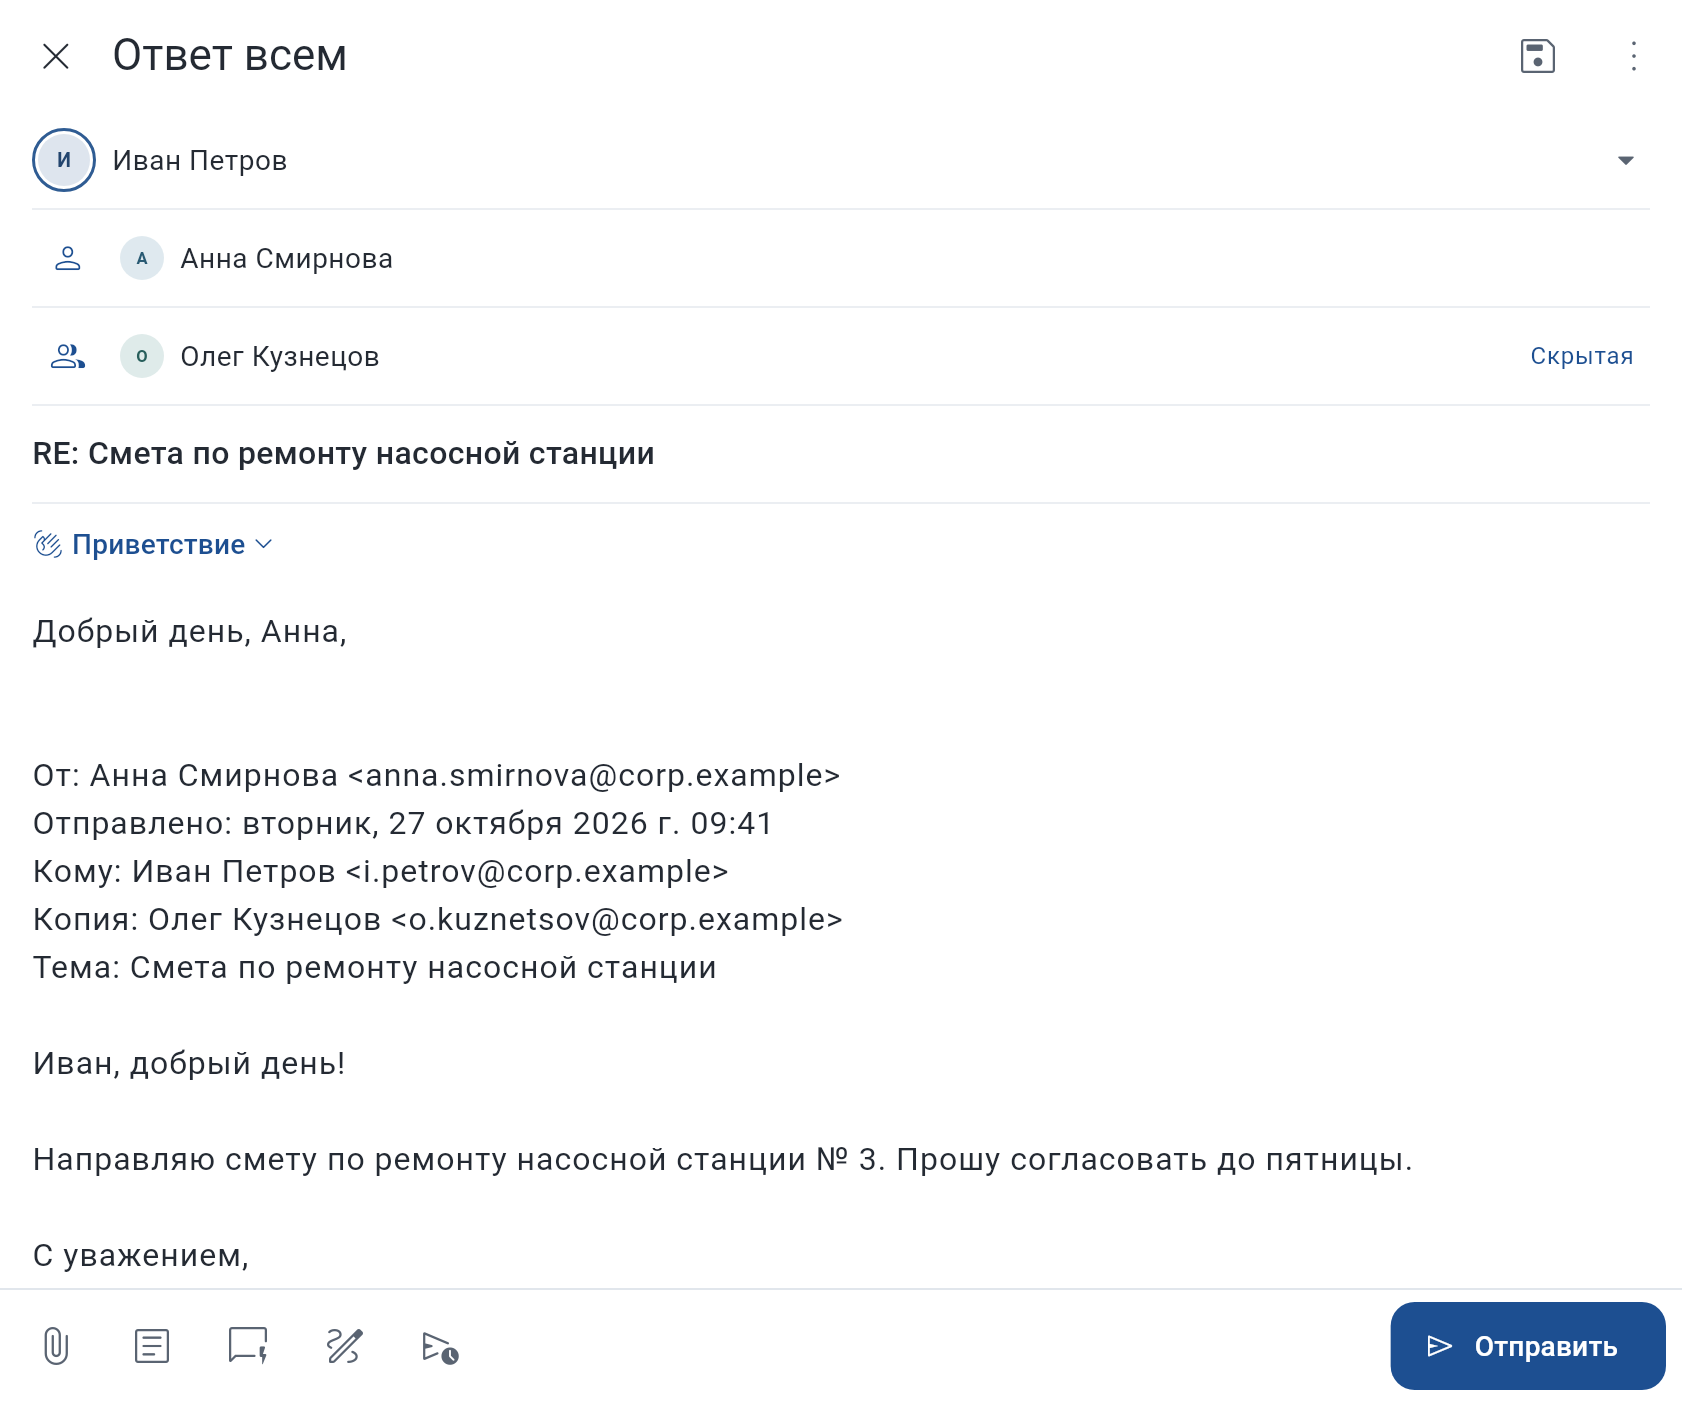 Ответ всем
И Иван Петров
А Анна Смирнова
О Олег Кузнецов Скрытая
RE: Смета по ремонту насосной станции
Приветствие
Добрый день, Анна,
От: Анна Смирнова <anna.smirnova@corp.example>
Отправлено: вторник, 27 октября 2026 г. 09:41
Кому: Иван Петров <i.petrov@corp.example>
Копия: Олег Кузнецов <o.kuznetsov@corp.example>
Тема: Смета по ремонту насосной станции
Иван, добрый день!
Направляю смету по ремонту насосной станции № 3. Прошу согласовать до пятницы.
С уважением,
Отправить